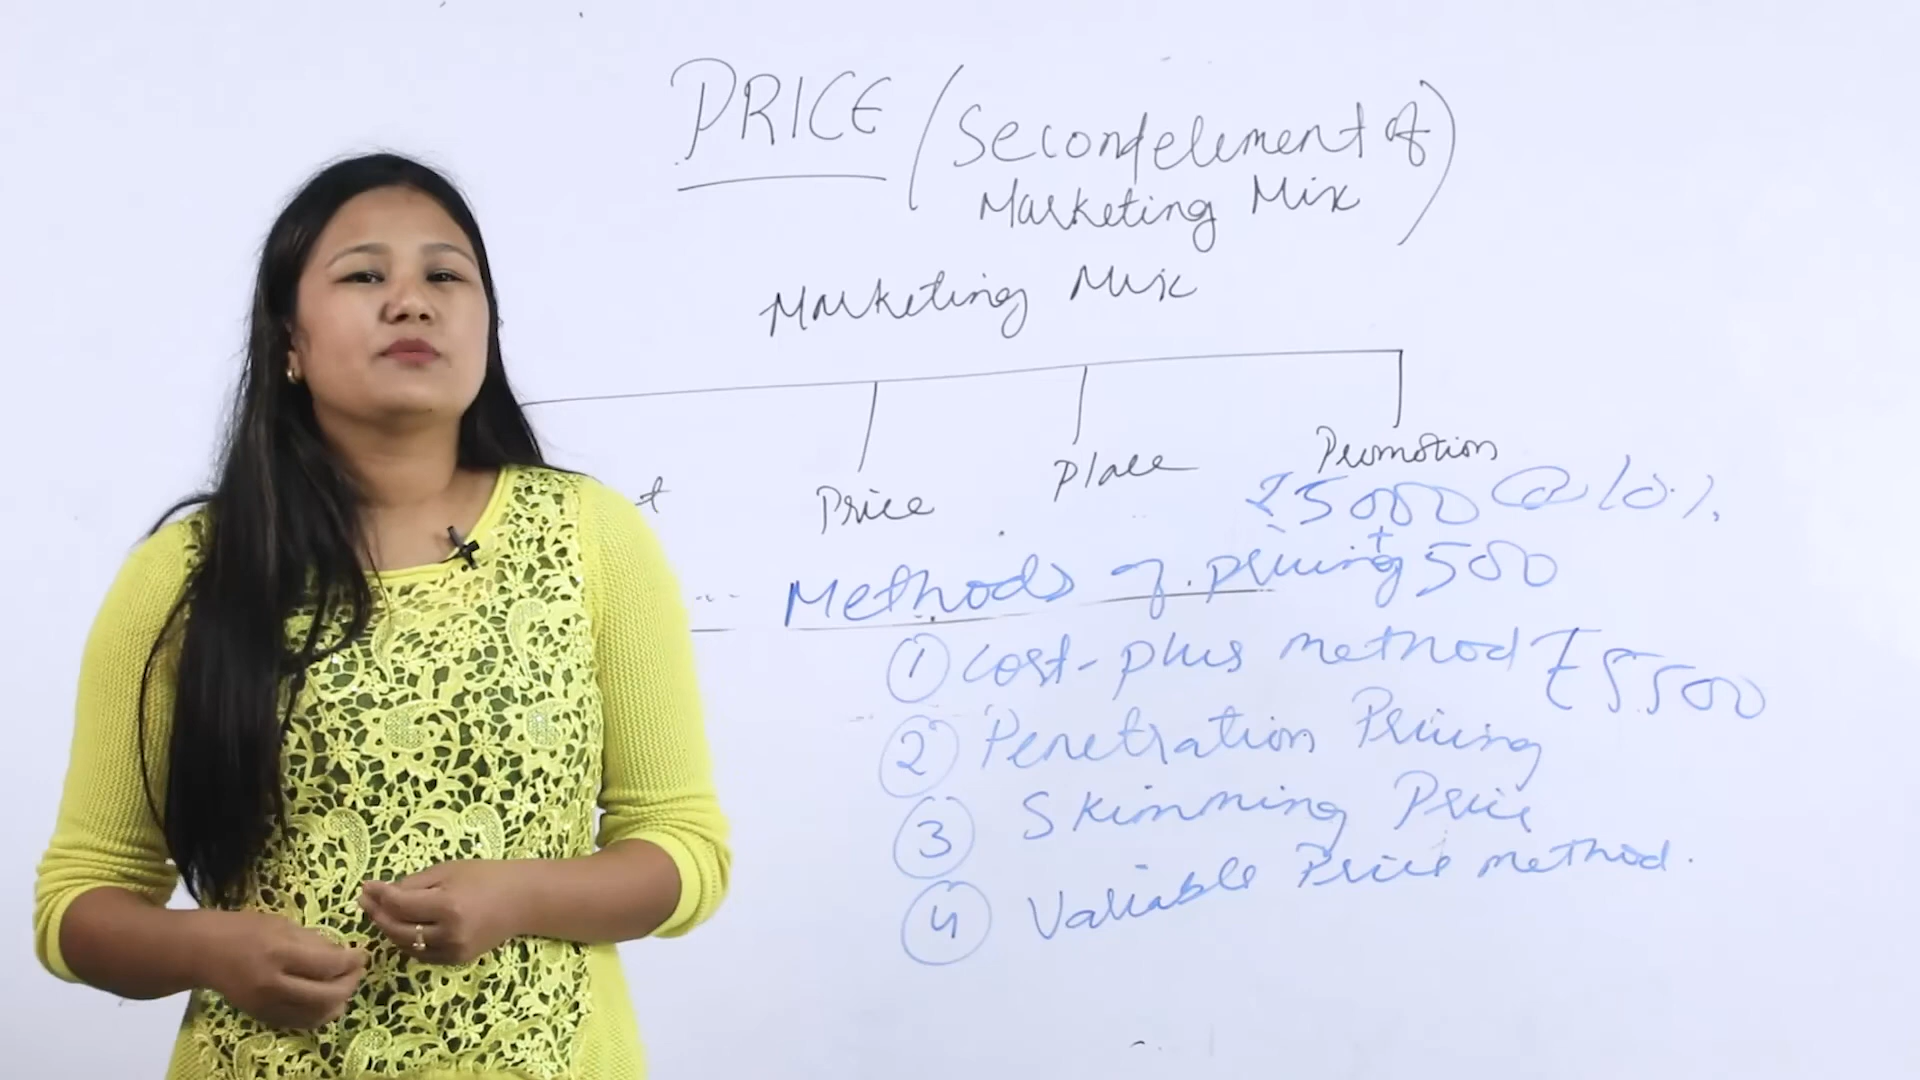 PRICE (Second element of
Marketing Mix)
Marketing Mix
t Price Place Promotion
₹5000 @ 10%
+
Methods of pricing 500
① Cost-plus method ₹5500
② Penetration Pricing
③ Skimming Price
④ Variable Price method.